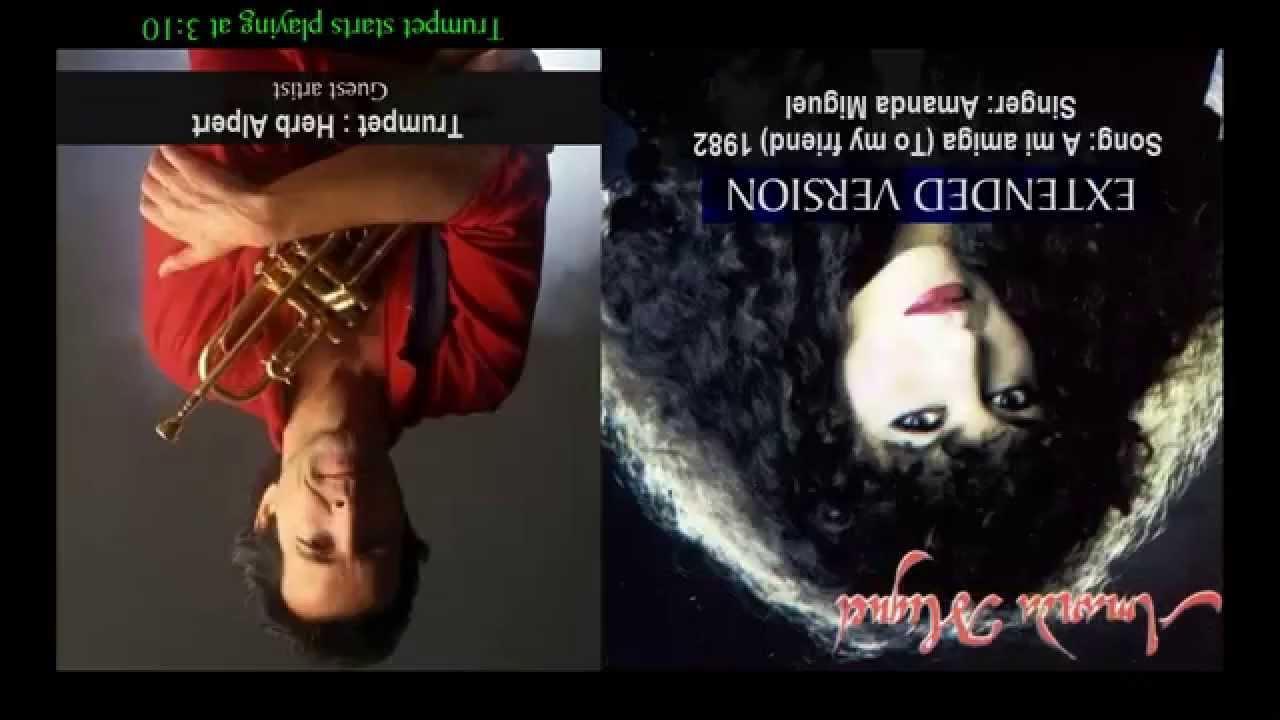 Amanda Miguel
EXTENDED VERSION
Song: A mi amiga (To my friend) 1982
Singer: Amanda Miguel
Trumpet : Herb Alpert
Guest artist
Trumpet starts playing at 3:10